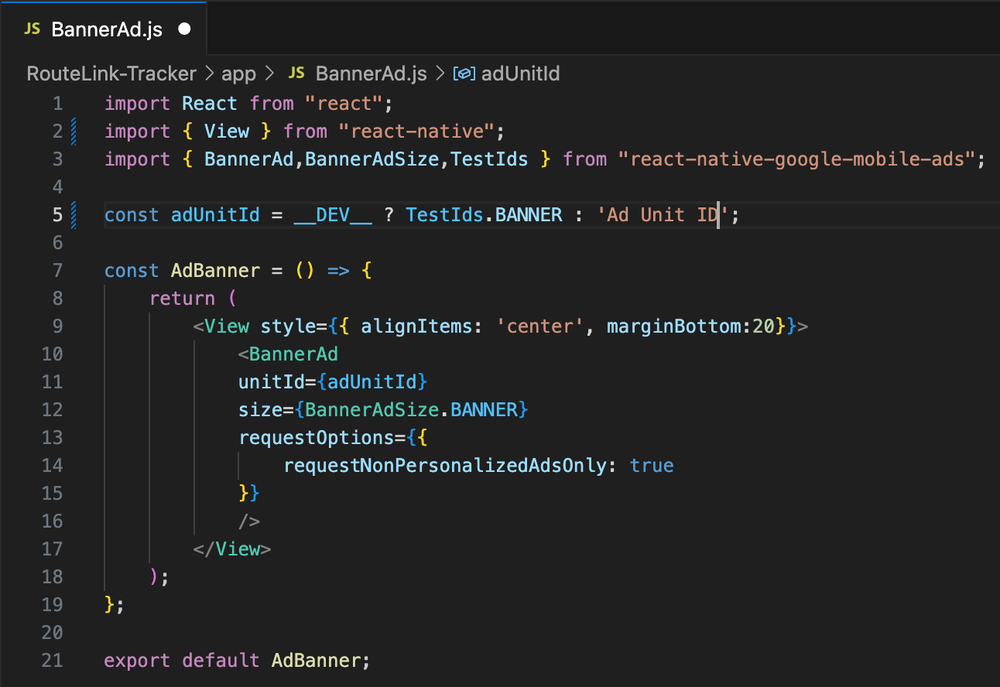 JS BannerAd.js
RouteLink-Tracker > app > JS BannerAd.js > adUnitId
1 import React from "react";
2 import { View } from "react-native";
3 import { BannerAd,BannerAdSize,TestIds } from "react-native-google-mobile-ads";
4
5 const adUnitId = __DEV__ ? TestIds.BANNER : 'Ad Unit ID';
6
7 const AdBanner = () => {
8     return (
9         <View style={{ alignItems: 'center', marginBottom:20}}>
10             <BannerAd
11             unitId={adUnitId}
12             size={BannerAdSize.BANNER}
13             requestOptions={{
14                 requestNonPersonalizedAdsOnly: true
15             }}
16             />
17         </View>
18     );
19 };
20
21 export default AdBanner;